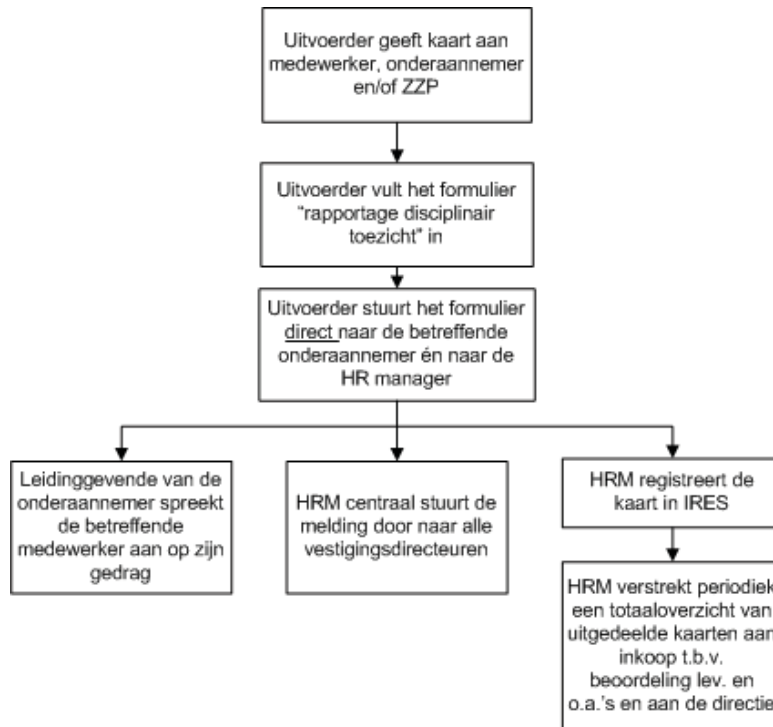 Uitvoerder geeft kaart aan
medewerker, onderaannemer
en/of ZZP
Uitvoerder vult het formulier
“rapportage disciplinair
toezicht” in
Uitvoerder stuurt het formulier
direct naar de betreffende
onderaannemer én naar de
HR manager
Leidinggevende van de
onderaannemer spreekt
de betreffende
medewerker aan op zijn
gedrag
HRM centraal stuurt de
melding door naar alle
vestigingsdirecteuren
HRM registreert de
kaart in IRES
HRM verstrekt periodiek
een totaaloverzicht van
uitgedeelde kaarten aan
inkoop t.b.v.
beoordeling lev. en
o.a.'s en aan de directie